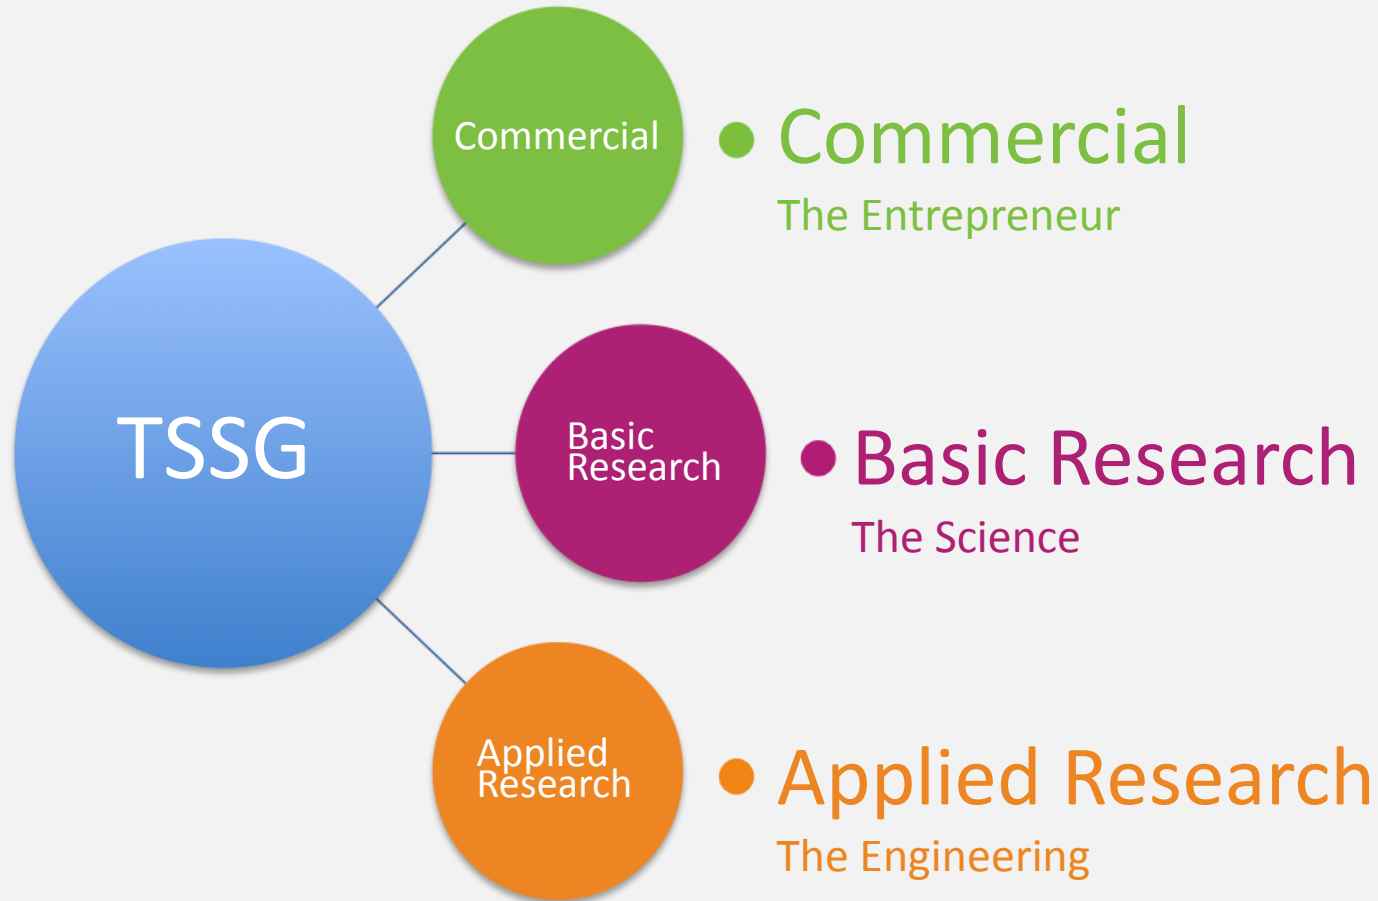 TSSG
Commercial
• Commercial
The Entrepreneur
Basic
Research
• Basic Research
The Science
Applied
Research
• Applied Research
The Engineering